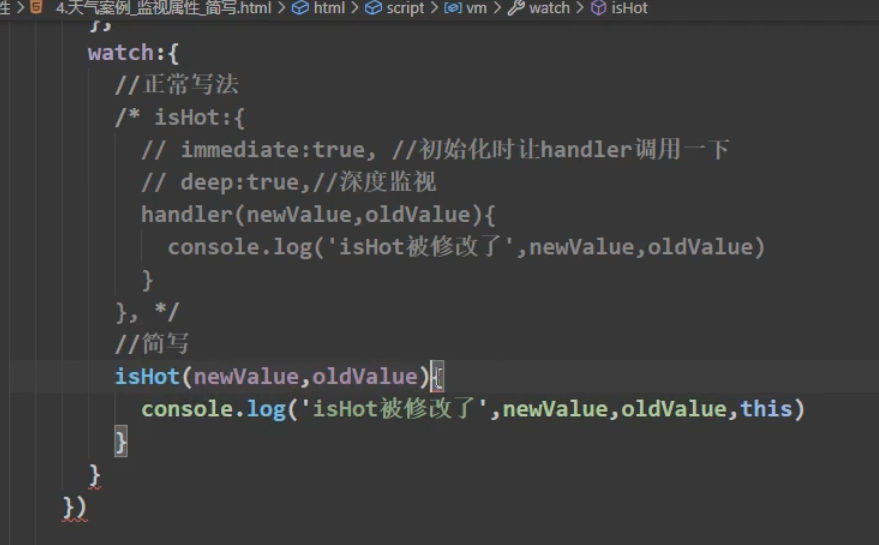 性 > 4.天气案例_监视属性_简写.html > html > script > vm > watch > isHot
},
watch:{
//正常写法
/* isHot:{
// immediate:true, //初始化时让handler调用一下
// deep:true,//深度监视
handler(newValue,oldValue){
console.log('isHot被修改了',newValue,oldValue)
}
}, */
//简写
isHot(newValue,oldValue){
console.log('isHot被修改了',newValue,oldValue,this)
}
}
})